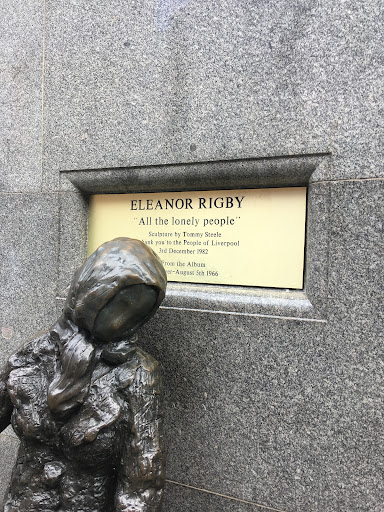 ELEANOR RIGBY
"All the lonely people"
Sculpture by Tommy Steele
hank you to the People of Liverpool
3rd December 1982
From the Album
er-August 5th 1966